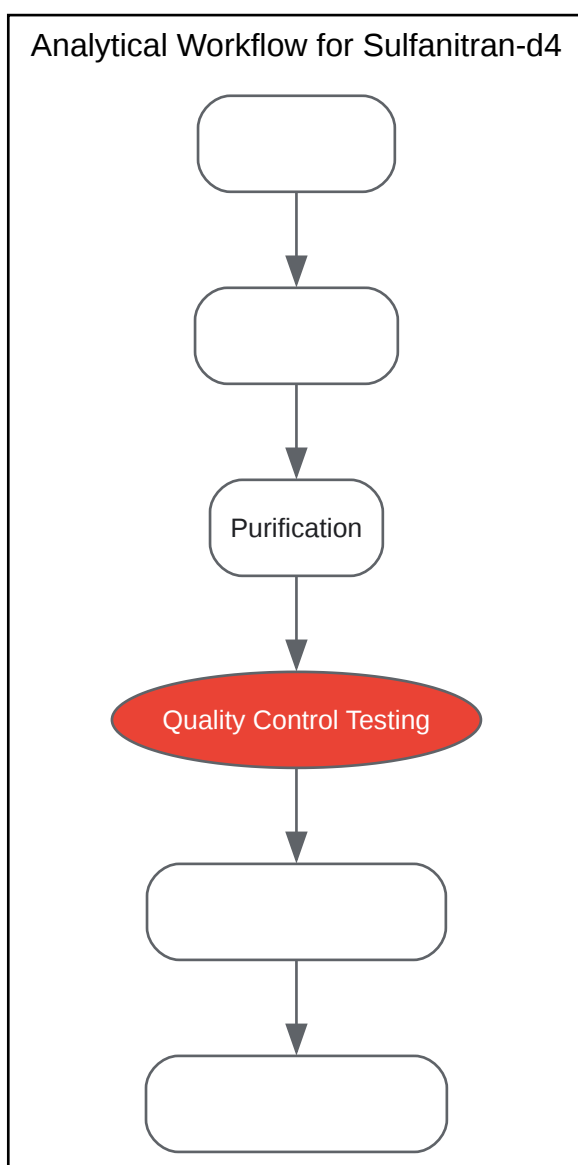 Analytical Workflow for Sulfanitran-d4
Purification
Quality Control Testing